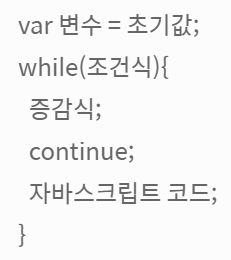 var 변수 = 초기값;
while(조건식){
증감식;
continue;
자바스크립트 코드;
}